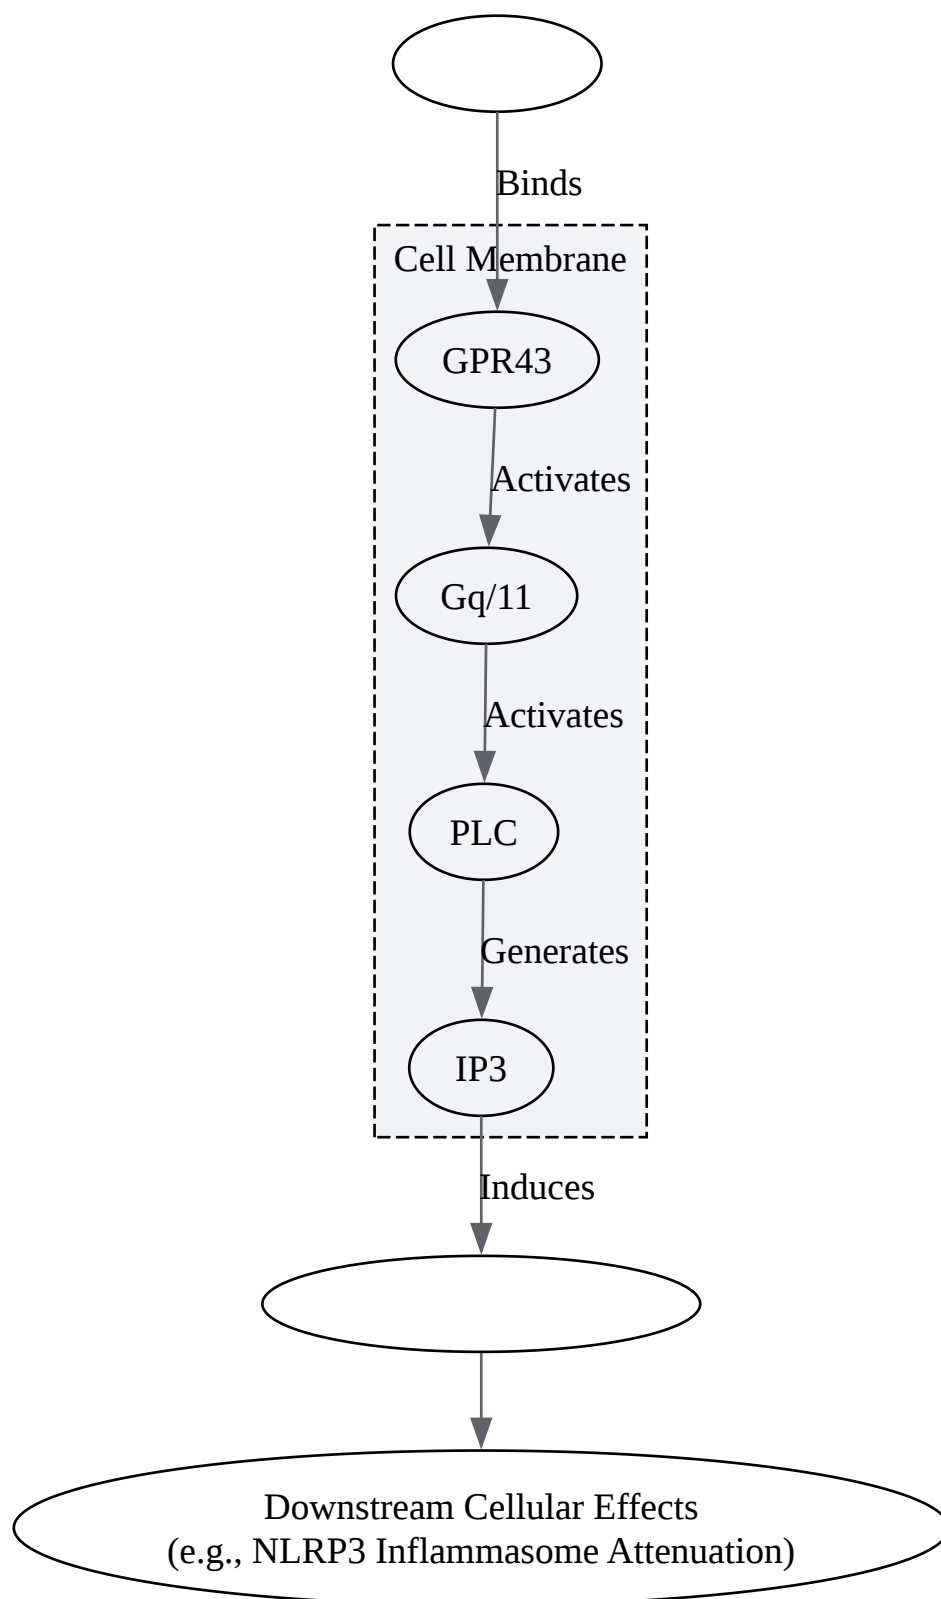 Binds
Cell Membrane
GPR43
Activates
Gq/11
Activates
PLC
Generates
IP3
Induces
Downstream Cellular Effects
(e.g., NLRP3 Inflammasome Attenuation)